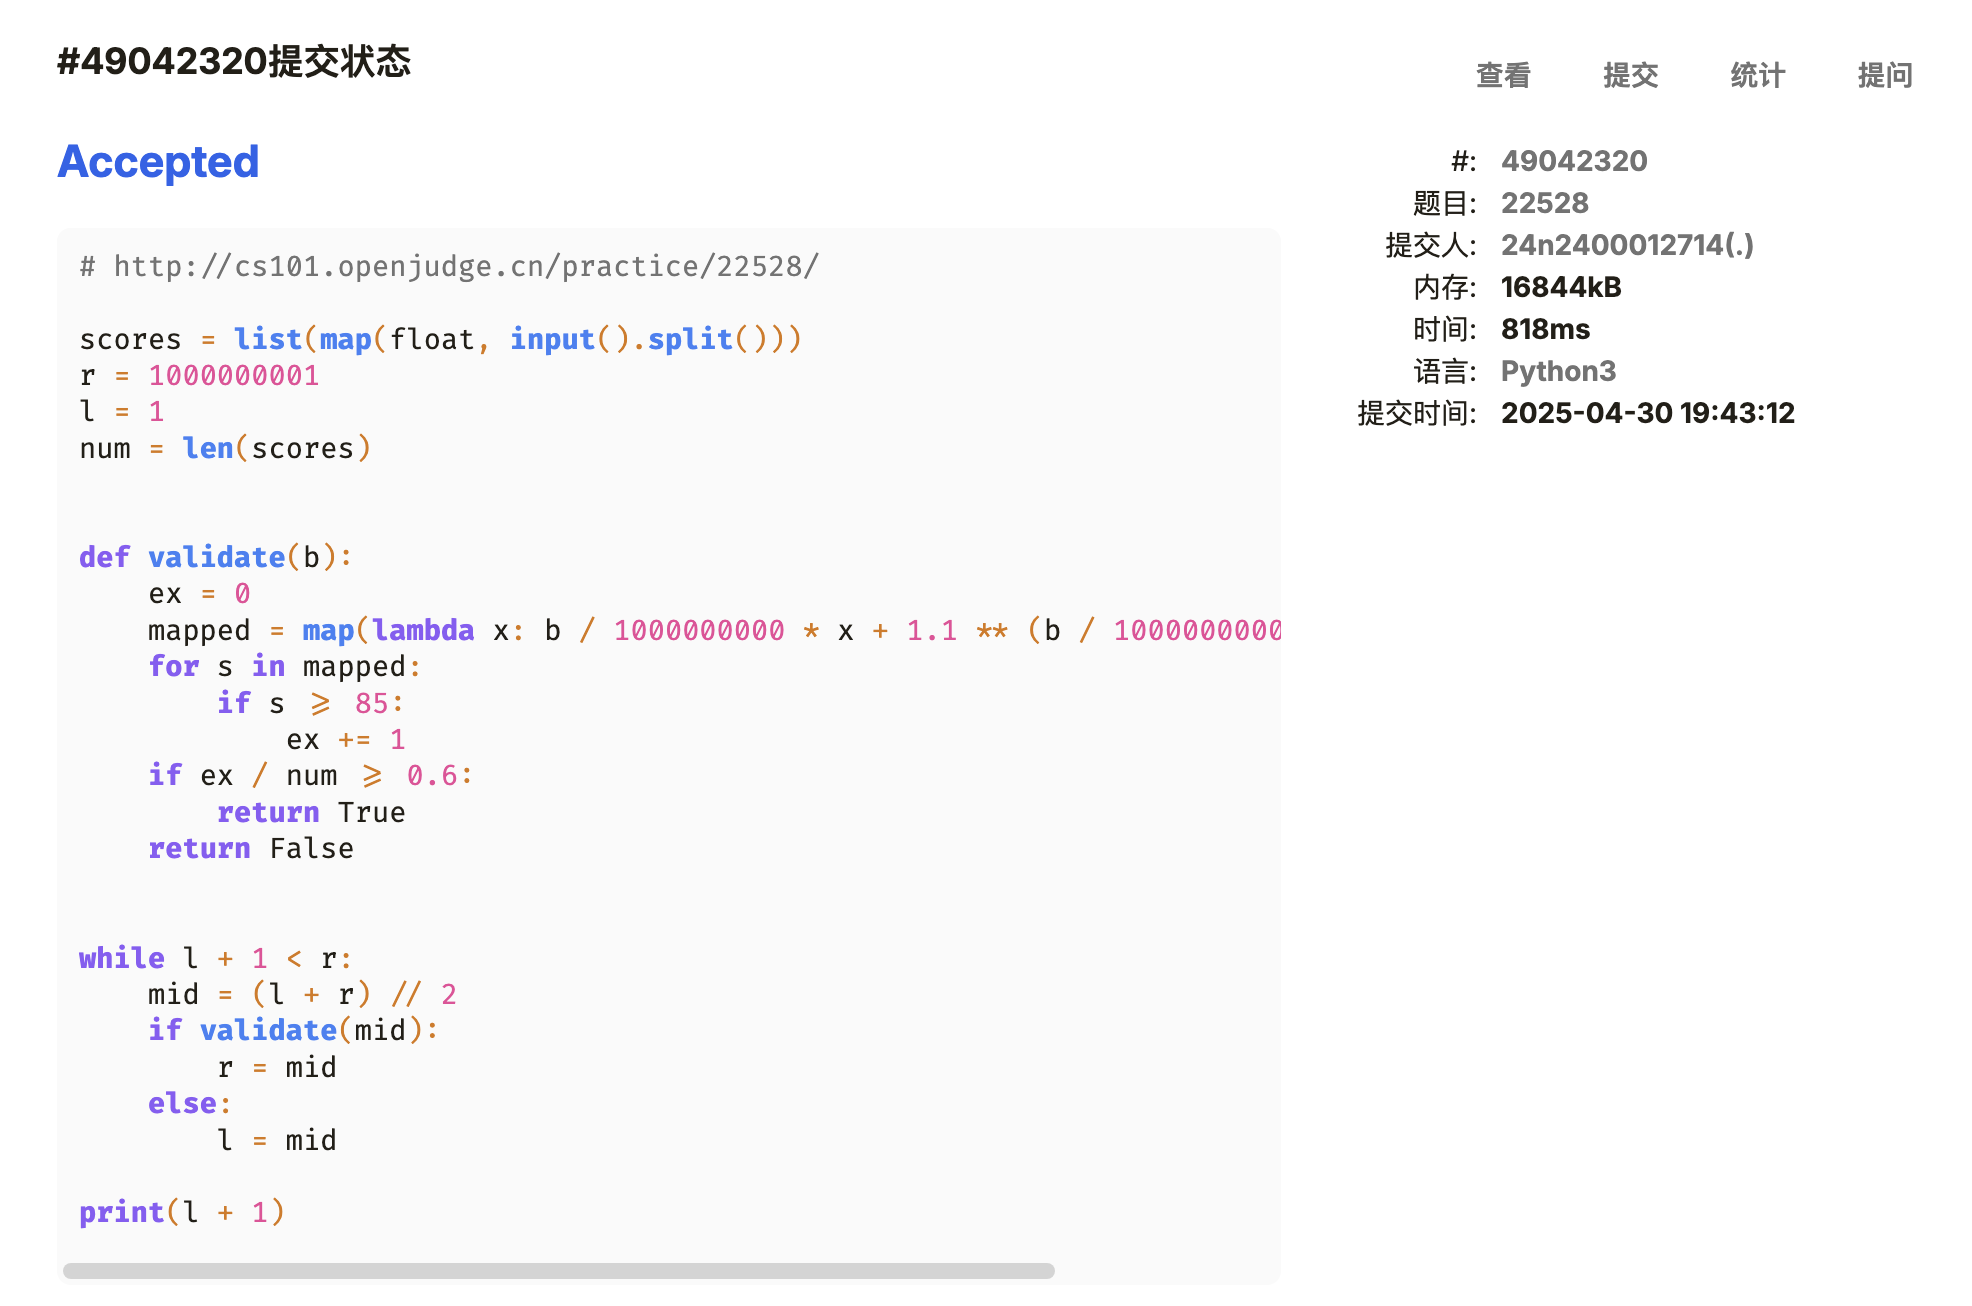 #49042320提交状态
查看 提交 统计 提问
Accepted
# http://cs101.openjudge.cn/practice/22528/
scores = list(map(float, input().split()))
r = 1000000001
l = 1
num = len(scores)
def validate(b):
    ex = 0
    mapped = map(lambda x: b / 1000000000 * x + 1.1 ** (b / 1000000000
    for s in mapped:
        if s >= 85:
            ex += 1
    if ex / num >= 0.6:
        return True
    return False
while l + 1 < r:
    mid = (l + r) // 2
    if validate(mid):
        r = mid
    else:
        l = mid
print(l + 1)
#: 49042320
题目: 22528
提交人: 24n2400012714(.)
内存: 16844kB
时间: 818ms
语言: Python3
提交时间: 2025-04-30 19:43:12